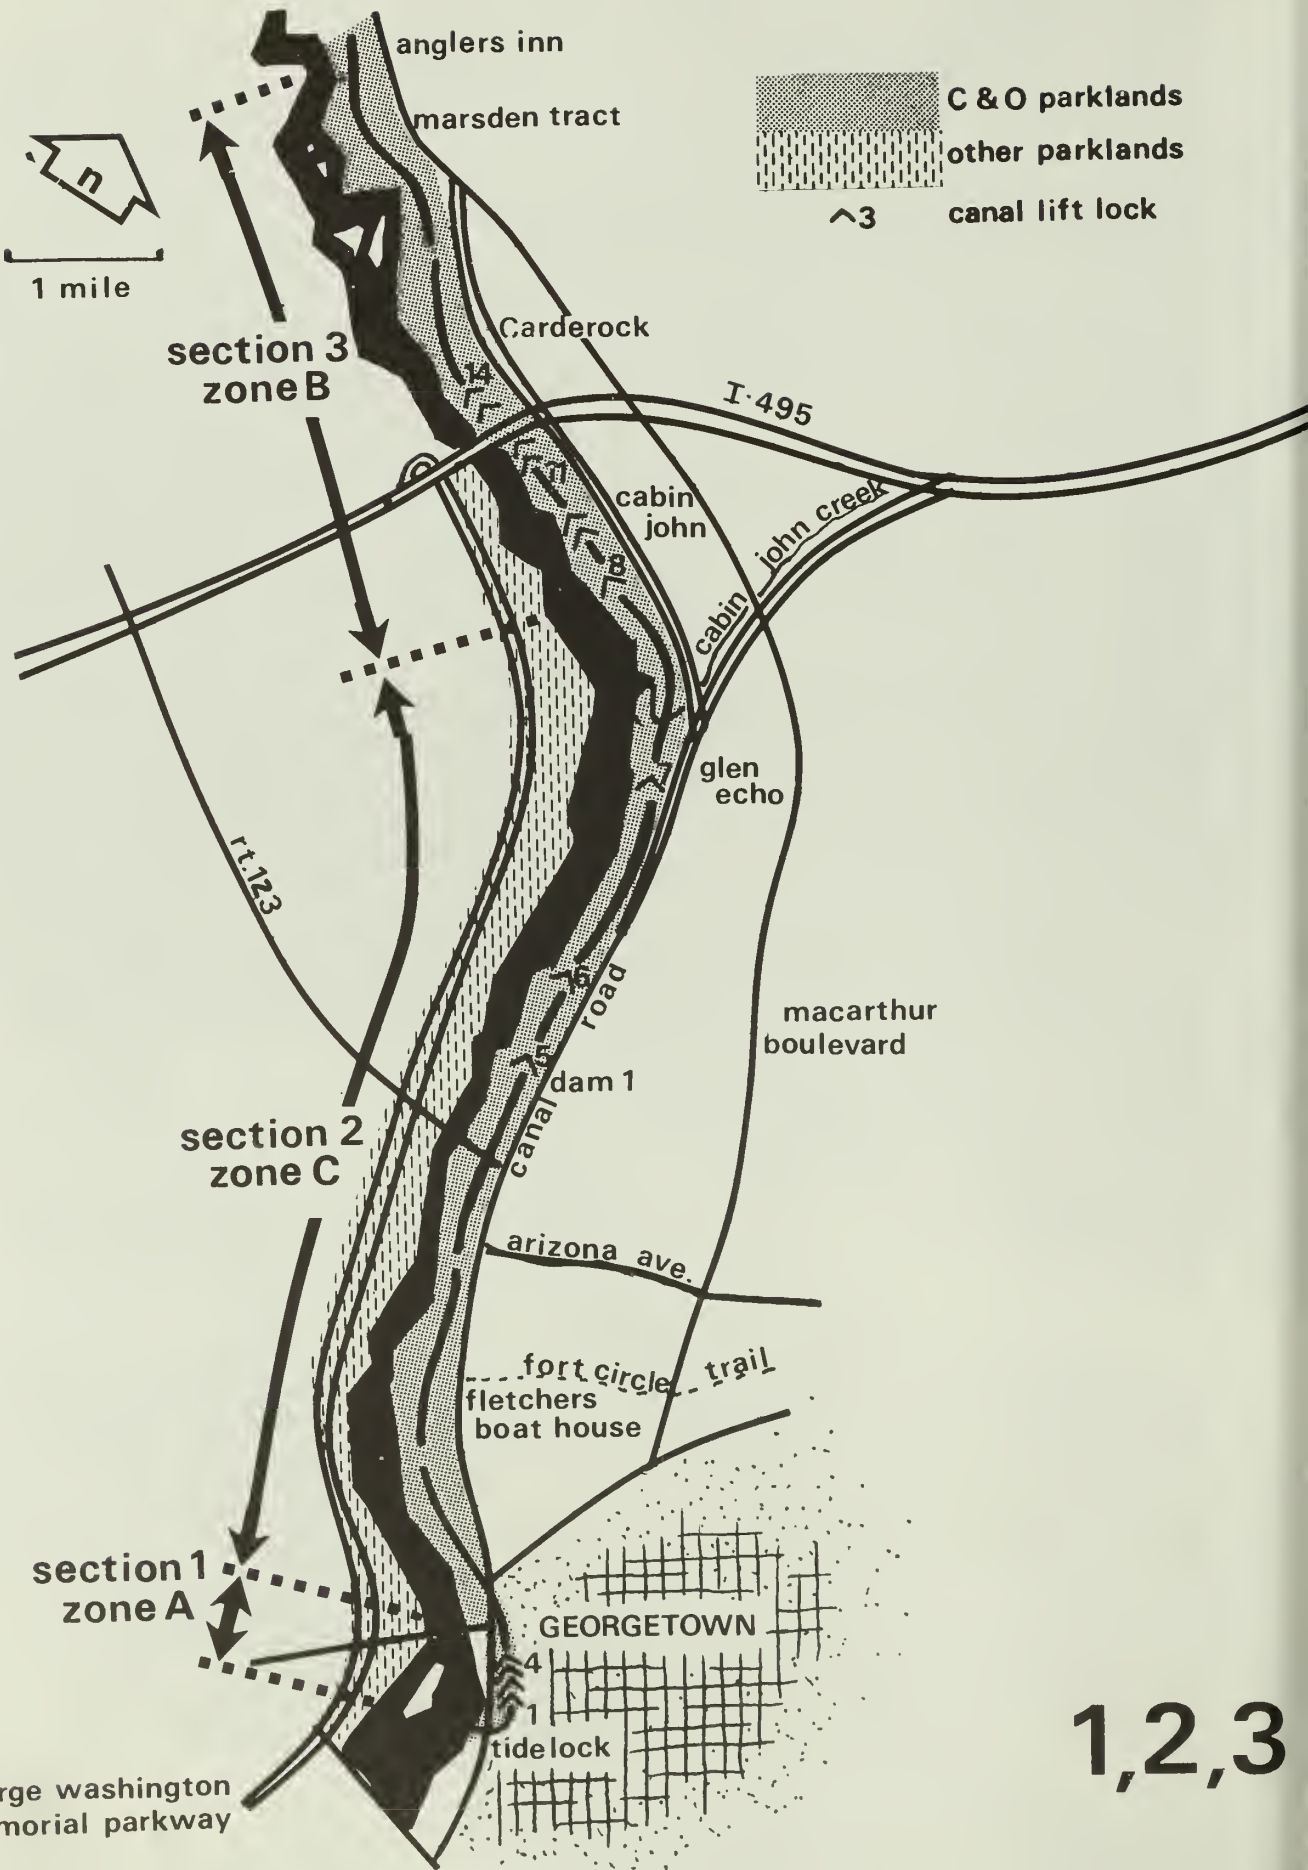 anglers inn
marsden tract
C & O parklands
other parklands
^3 canal lift lock
n
1 mile
Carderock
section 3
zone B
14
I-495
11
cabin
john
cabin john creek
8
glen
echo
7
rt.123
6
canal road
macarthur
boulevard
5
dam 1
section 2
zone C
arizona ave.
fort circle trail
fletchers
boat house
section 1
zone A
GEORGETOWN
4
1
tide lock
1,2,3
rge washington
morial parkway